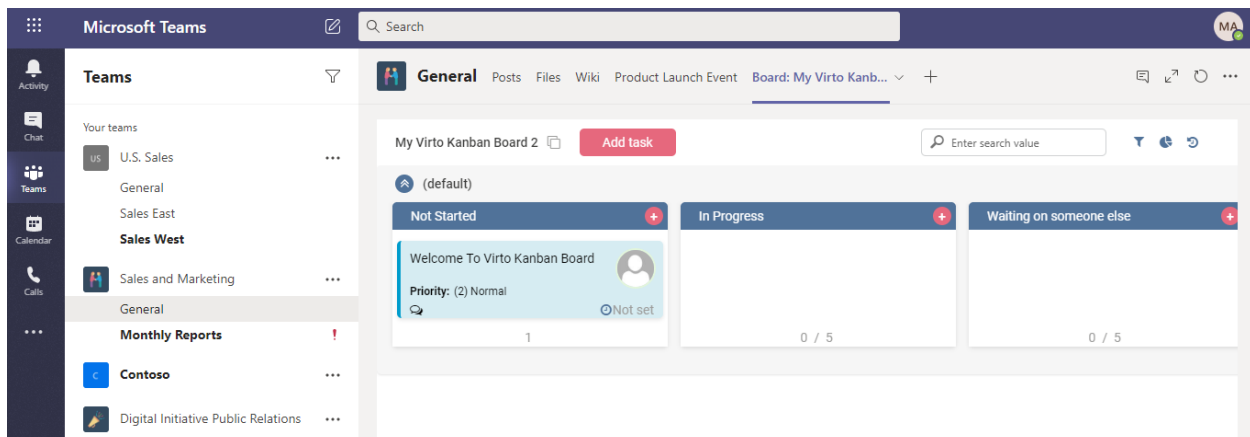 Microsoft Teams
Search
MA
Activity
Chat
Teams
Calendar
Calls
Teams
Your teams
US
U.S. Sales
General
Sales East
Sales West
Sales and Marketing
General
Monthly Reports
C
Contoso
Digital Initiative Public Relations
General Posts Files Wiki Product Launch Event Board: My Virto Kanb...
My Virto Kanban Board 2
Add task
Enter search value
(default)
Not Started
In Progress
Waiting on someone else
Welcome To Virto Kanban Board
Priority: (2) Normal
Not set
1
0 / 5
0 / 5